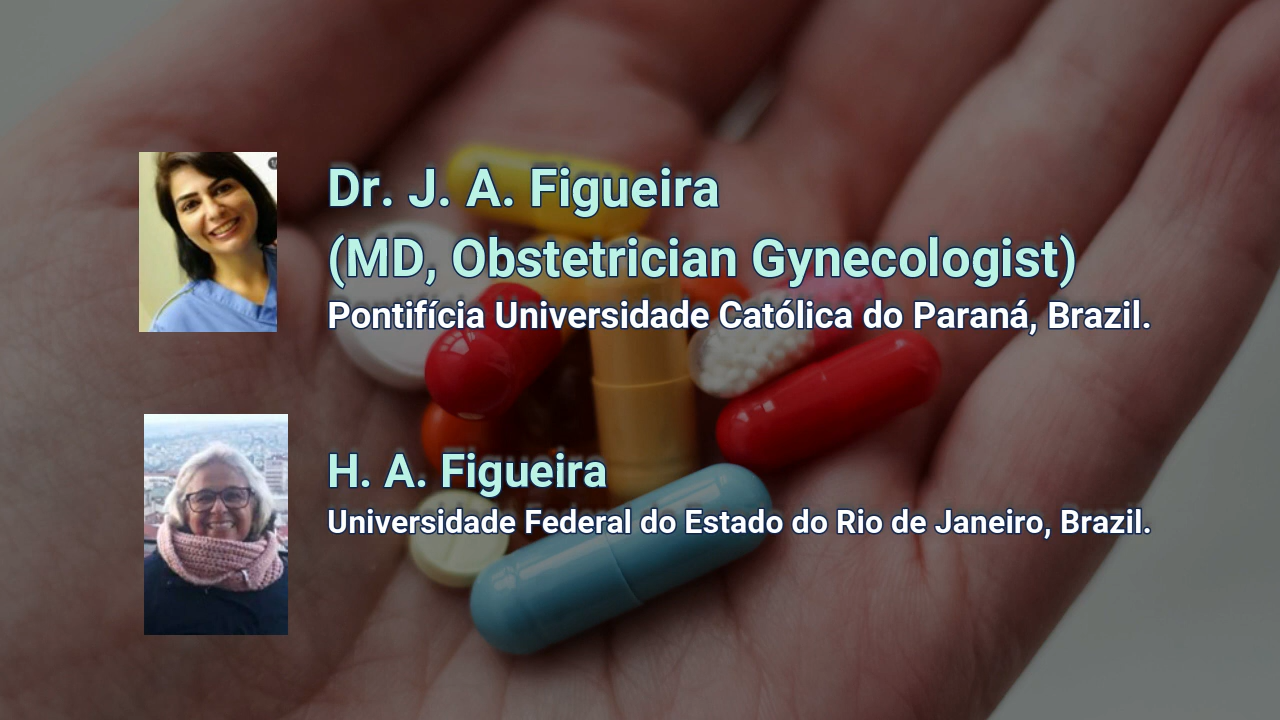 Dr. J. A. Figueira
(MD, Obstetrician Gynecologist)
Pontifícia Universidade Católica do Paraná, Brazil.
H. A. Figueira
Universidade Federal do Estado do Rio de Janeiro, Brazil.